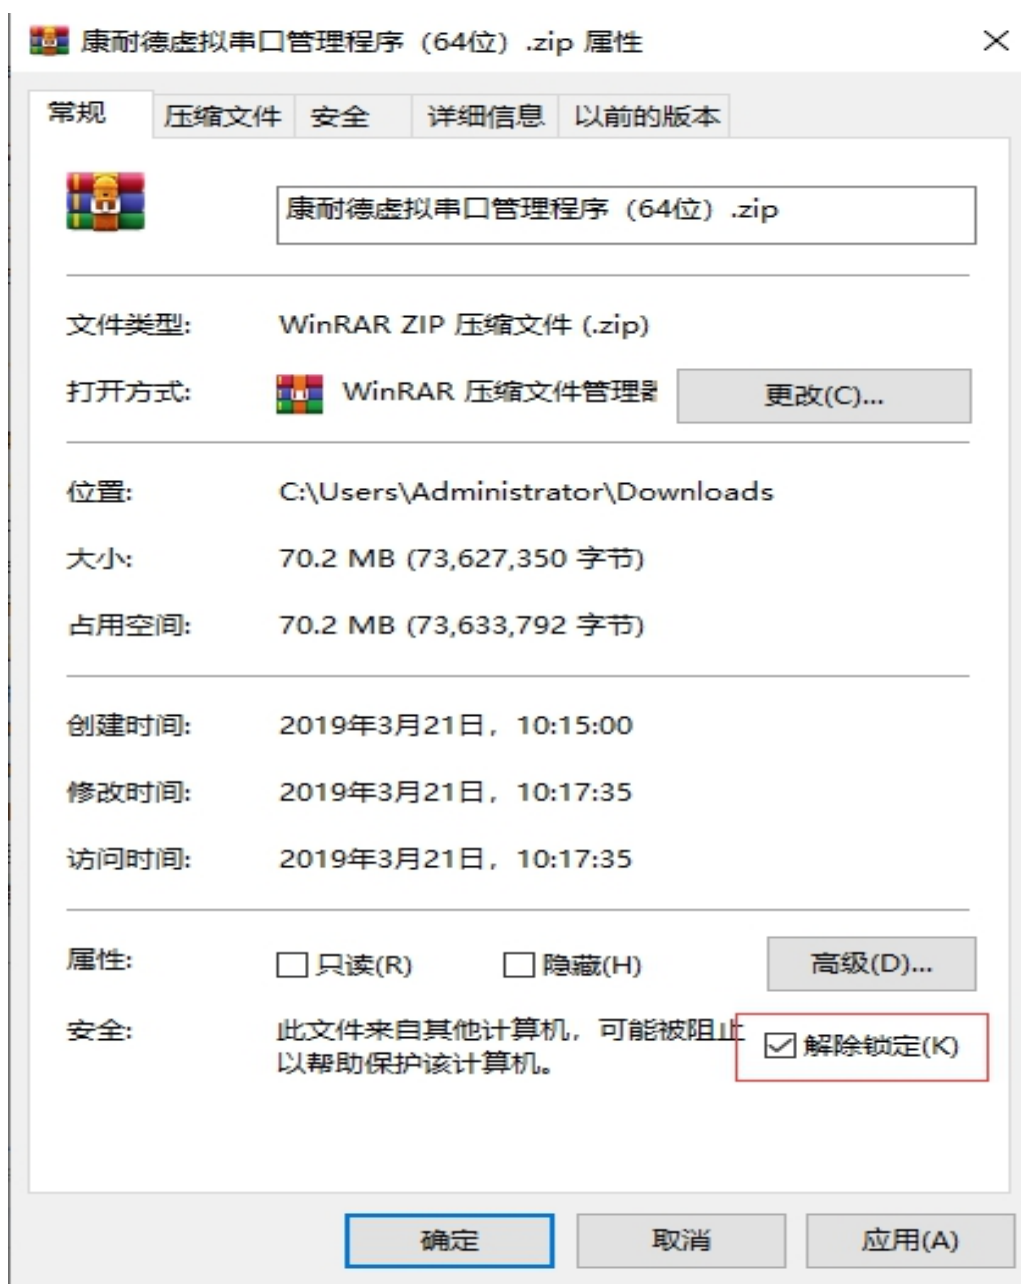 康耐德虚拟串口管理程序（64位）.zip 属性
常规 压缩文件 安全 详细信息 以前的版本
康耐德虚拟串口管理程序（64位）.zip
文件类型: WinRAR ZIP 压缩文件 (.zip)
打开方式: WinRAR 压缩文件管理器 更改(C)...
位置: C:\Users\Administrator\Downloads
大小: 70.2 MB (73,627,350 字节)
占用空间: 70.2 MB (73,633,792 字节)
创建时间: 2019年3月21日，10:15:00
修改时间: 2019年3月21日，10:17:35
访问时间: 2019年3月21日，10:17:35
属性: 只读(R) 隐藏(H) 高级(D)...
安全: 此文件来自其他计算机，可能被阻止
以帮助保护该计算机。
解除锁定(K)
确定 取消 应用(A)